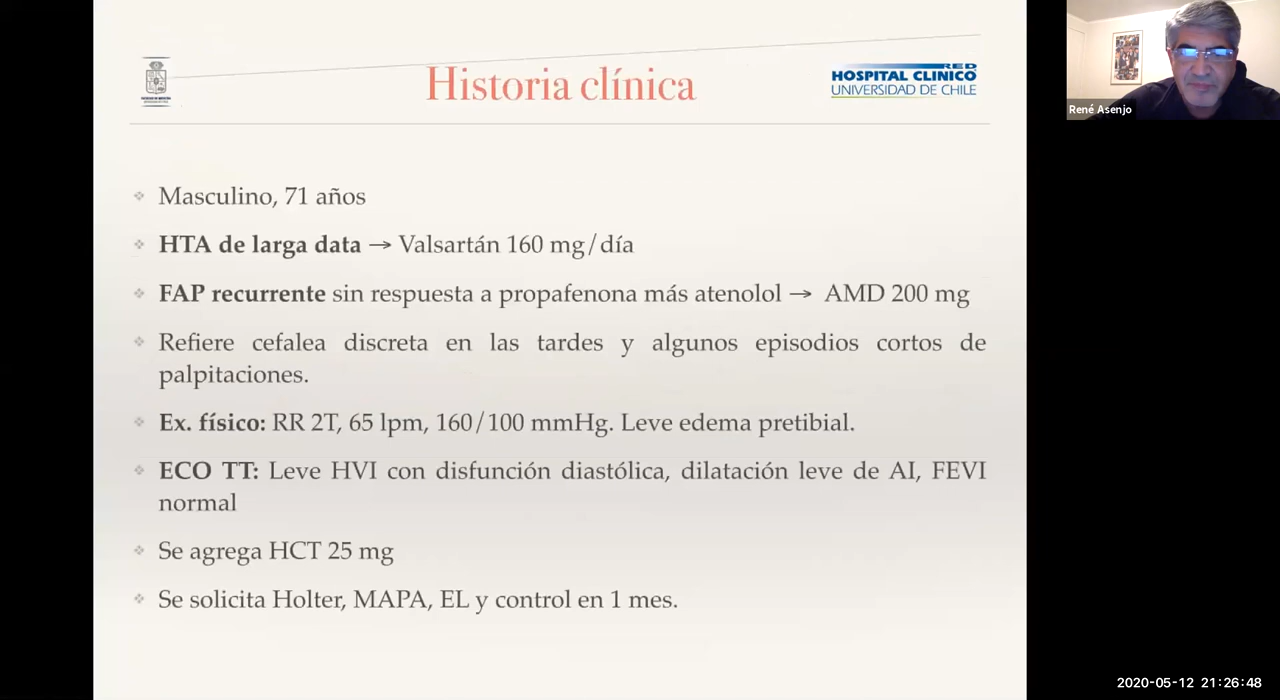 Historia clínica
RED
HOSPITAL CLINICO
UNIVERSIDAD DE CHILE
René Asenjo
❖ Masculino, 71 años
❖ HTA de larga data → Valsartán 160 mg/día
❖ FAP recurrente sin respuesta a propafenona más atenolol → AMD 200 mg
❖ Refiere cefalea discreta en las tardes y algunos episodios cortos de
palpitaciones.
❖ Ex. físico: RR 2T, 65 lpm, 160/100 mmHg. Leve edema pretibial.
❖ ECO TT: Leve HVI con disfunción diastólica, dilatación leve de AI, FEVI
normal
❖ Se agrega HCT 25 mg
❖ Se solicita Holter, MAPA, EL y control en 1 mes.
2020-05-12 21:26:48